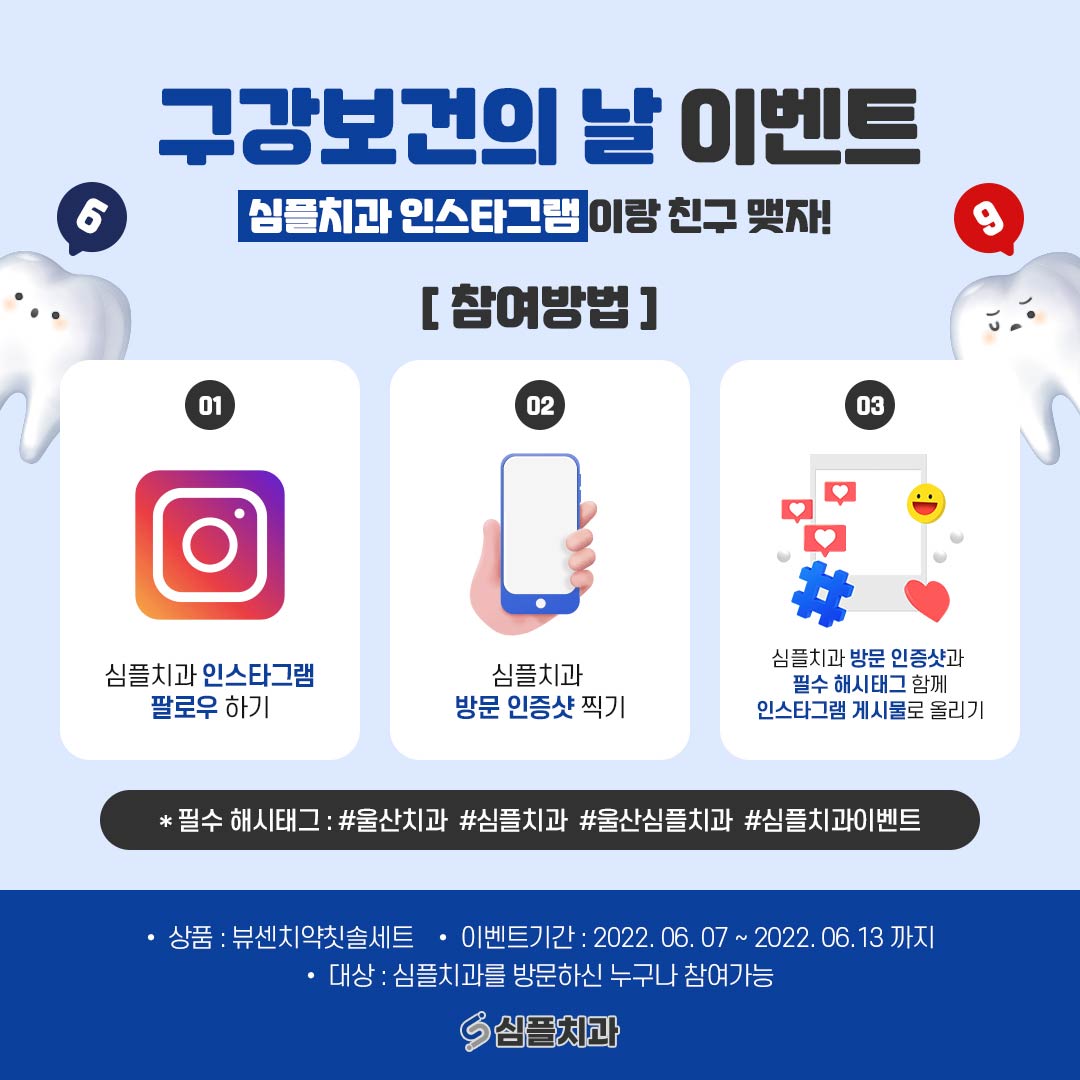 구강보건의 날 이벤트
6
심플치과 인스타그램이랑 친구 맺자!
9
[ 참여방법 ]
01
심플치과 인스타그램
팔로우 하기
02
심플치과
방문 인증샷 찍기
03
심플치과 방문 인증샷과
필수 해시태그 함께
인스타그램 게시물로 올리기
* 필수 해시태그 : #울산치과 #심플치과 #울산심플치과 #심플치과이벤트
• 상품 : 뷰센치약칫솔세트 • 이벤트기간 : 2022. 06. 07 ~ 2022. 06.13 까지
• 대상 : 심플치과를 방문하신 누구나 참여가능
심플치과